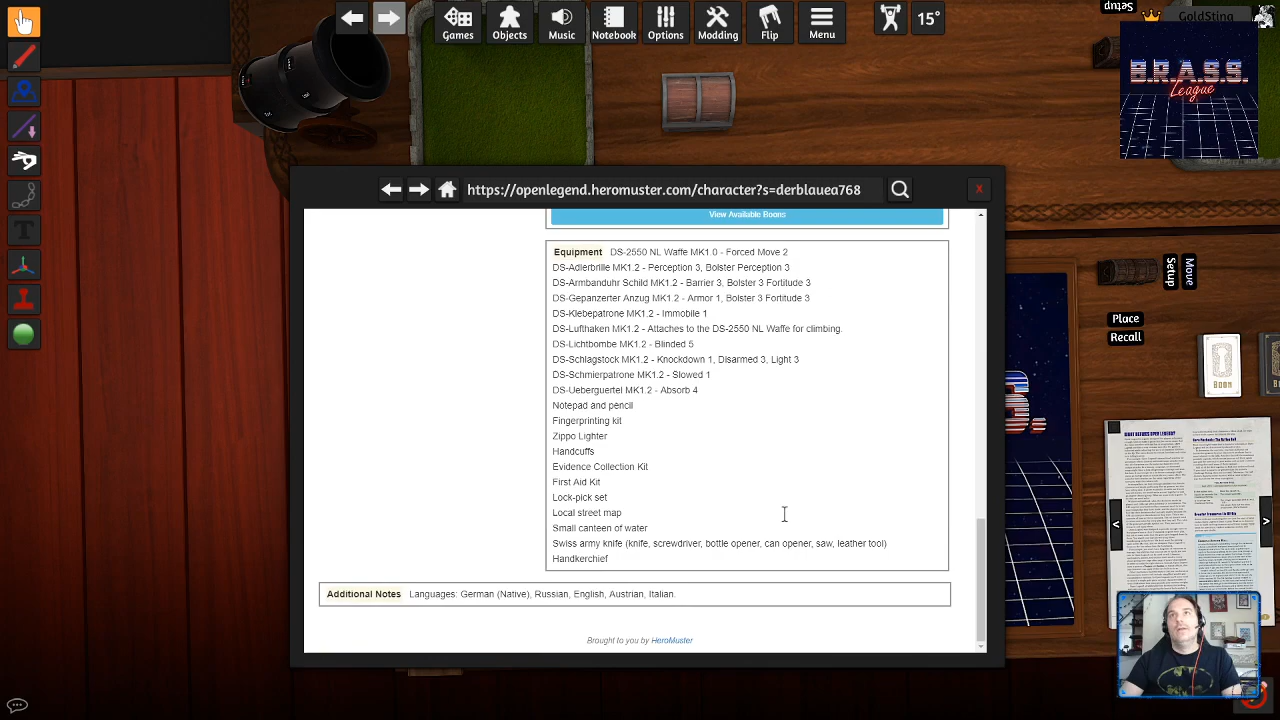 Games
Objects
Music
Notebook
Options
Modding
Flip
Menu
15°
Setup
GoldSting
B.R.A.S.S.
League
https://openlegend.heromuster.com/character?s=derblauea768
X
View Available Boons
Equipment DS-2550 NL Waffe MK1.0 - Forced Move 2
DS-Adlerbrille MK1.2 - Perception 3, Bolster Perception 3
DS-Armbanduhr Schild MK1.2 - Barrier 3, Bolster 3 Fortitude 3
DS-Gepanzerter Anzug MK1.2 - Armor 1, Bolster 3 Fortitude 3
DS-Klebepatrone MK1.2 - Immobile 1
DS-Lufthaken MK1.2 - Attaches to the DS-2550 NL Waffe for climbing.
DS-Lichtbombe MK1.2 - Blinded 5
DS-Schlagstock MK1.2 - Knockdown 1, Disarmed 3, Light 3
DS-Schmierpatrone MK1.2 - Slowed 1
DS-Ueberguertel MK1.2 - Absorb 4
Notepad and pencil
Fingerprinting kit
Zippo Lighter
Handcuffs
Evidence Collection Kit
First Aid Kit
Lock-pick set
Local street map
Small canteen of water
Swiss army knife (knife, screwdriver, bottle opener, saw,
Handkerchief
Additional Notes Languages: (Native), Russian, English, Austrian, Italian.
Brought to you by HeroMuster
Setup
Move
Place
Recall
Boon